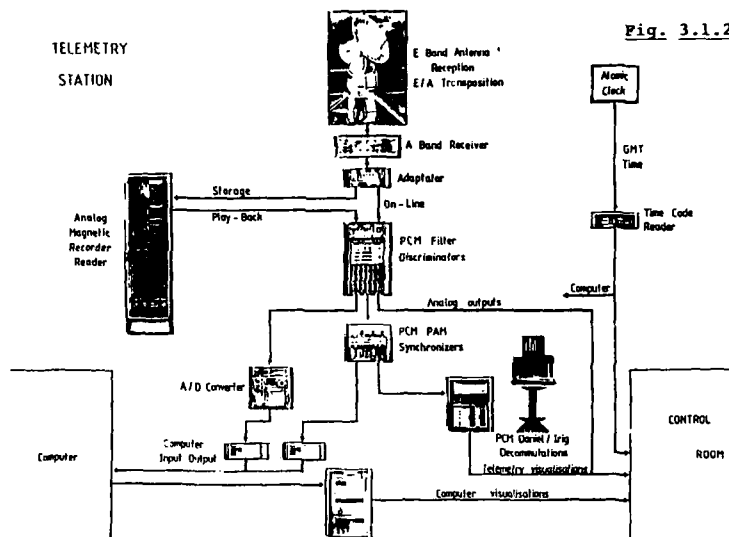 Fig. 3.1.2
TELEMETRY
STATION
E Band Antenna
Reception
E/A Transposition
Atomic
Clock
A Band Receiver
GMT
Time
Adaptater
Storage
On-Line
Play-Back
Analog
Magnetic
Recorder
Reader
Time Code
Reader
PCM Filter
Discriminators
Computer
Analog outputs
PCM PAM
Synchronizers
A/D Converter
CONTROL
ROOM
PCM Daniel / Irig
Decommutations
Computer
Computer
Input Output
Telemetry visualisations
Computer visualisations